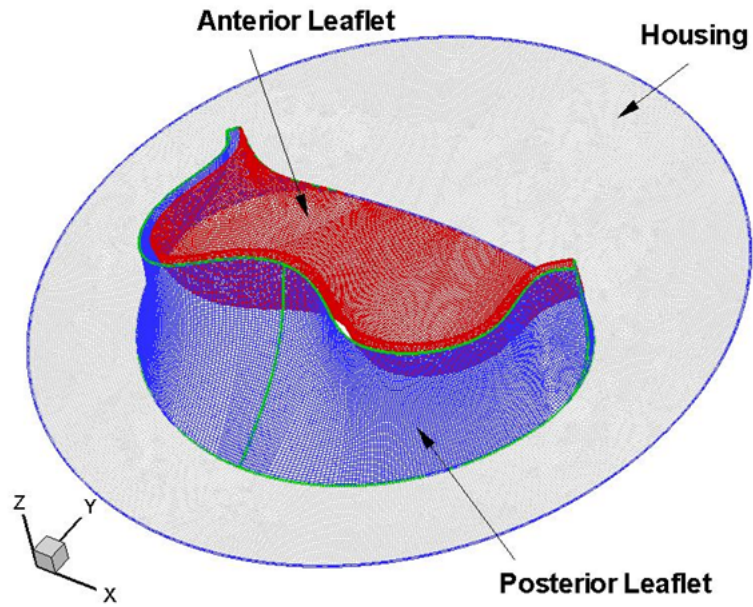 Anterior Leaflet
Housing
Z
Y
X
Posterior Leaflet